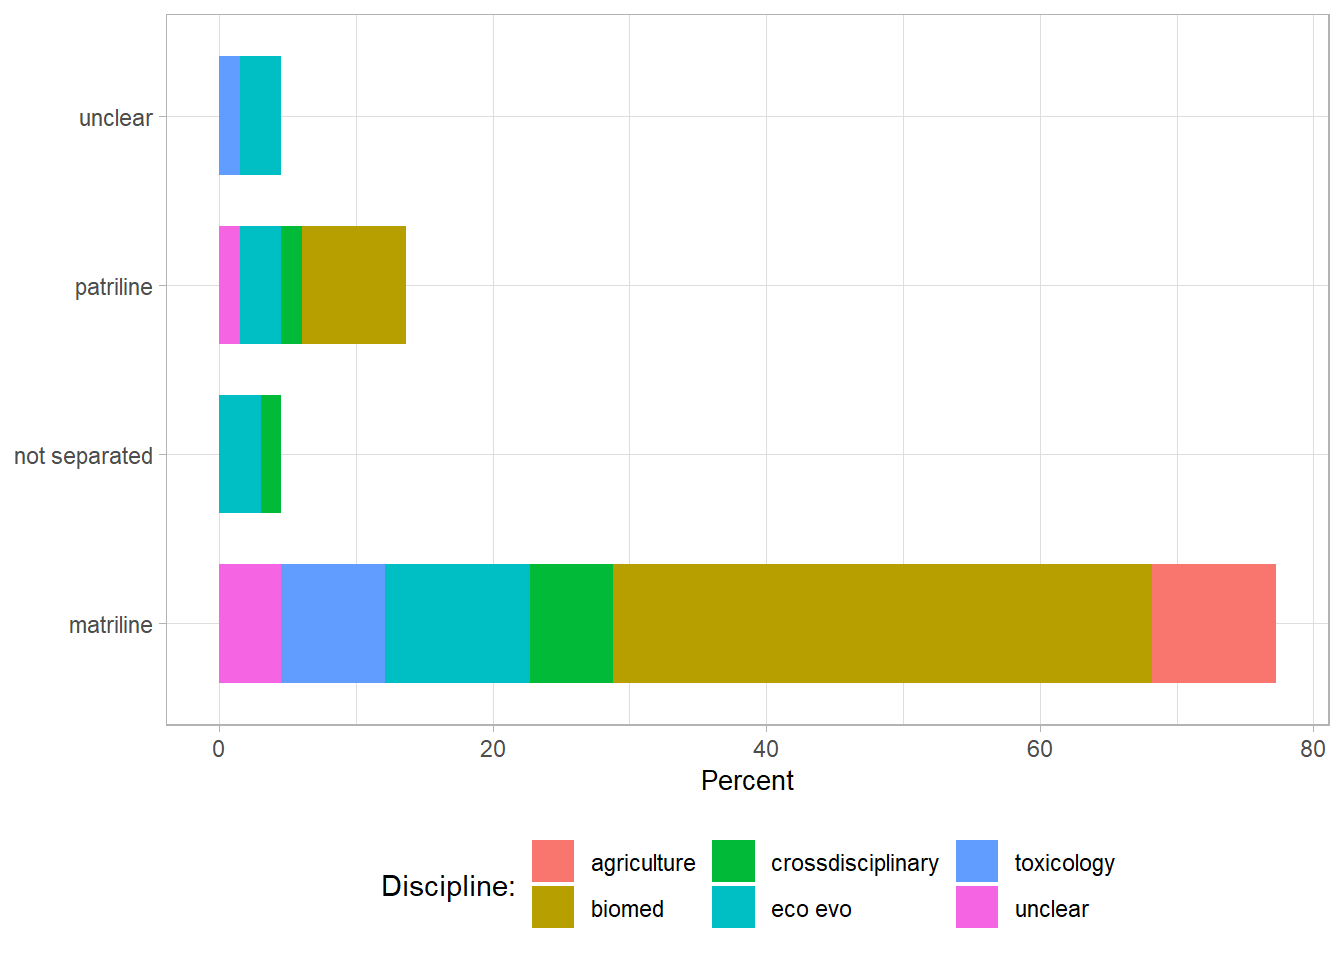 unclear
patriline
not separated
matriline
0 20 40 60 80
Percent
Discipline:
agriculture crossdisciplinary toxicology
biomed eco evo unclear